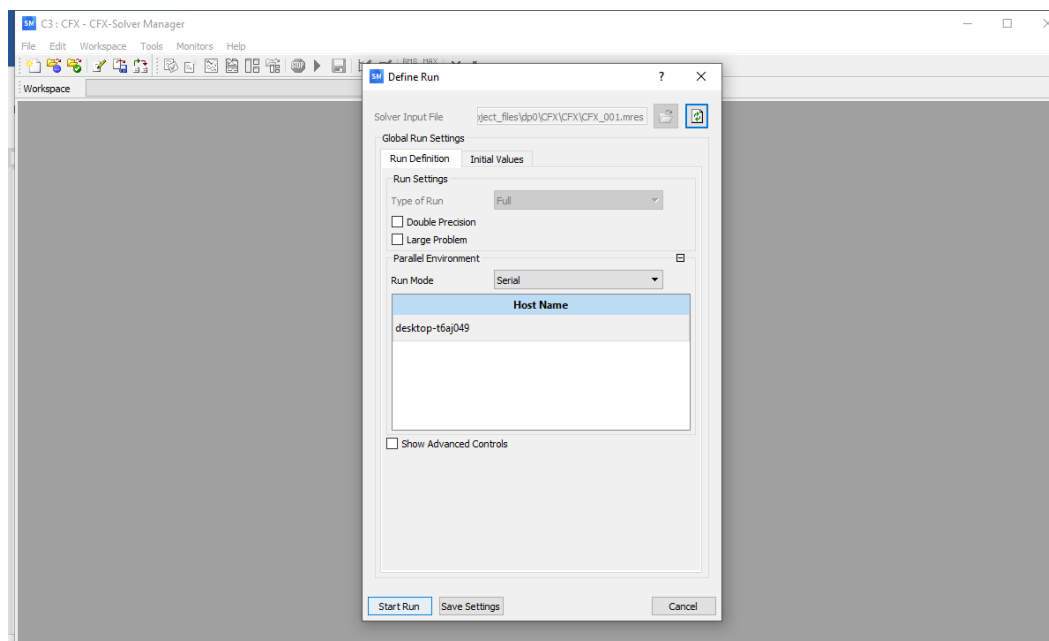 SM C3 : CFX - CFX-Solver Manager
File Edit Workspace Tools Monitors Help
Workspace
SM Define Run ?
Solver Input File oject_files\dp0\CFX\CFX\CFX_001.mres
Global Run Settings
Run Definition Initial Values
Run Settings
Type of Run Full
Double Precision
Large Problem
Parallel Environment
Run Mode Serial
Host Name
desktop-t6aj049
Show Advanced Controls
Start Run Save Settings Cancel